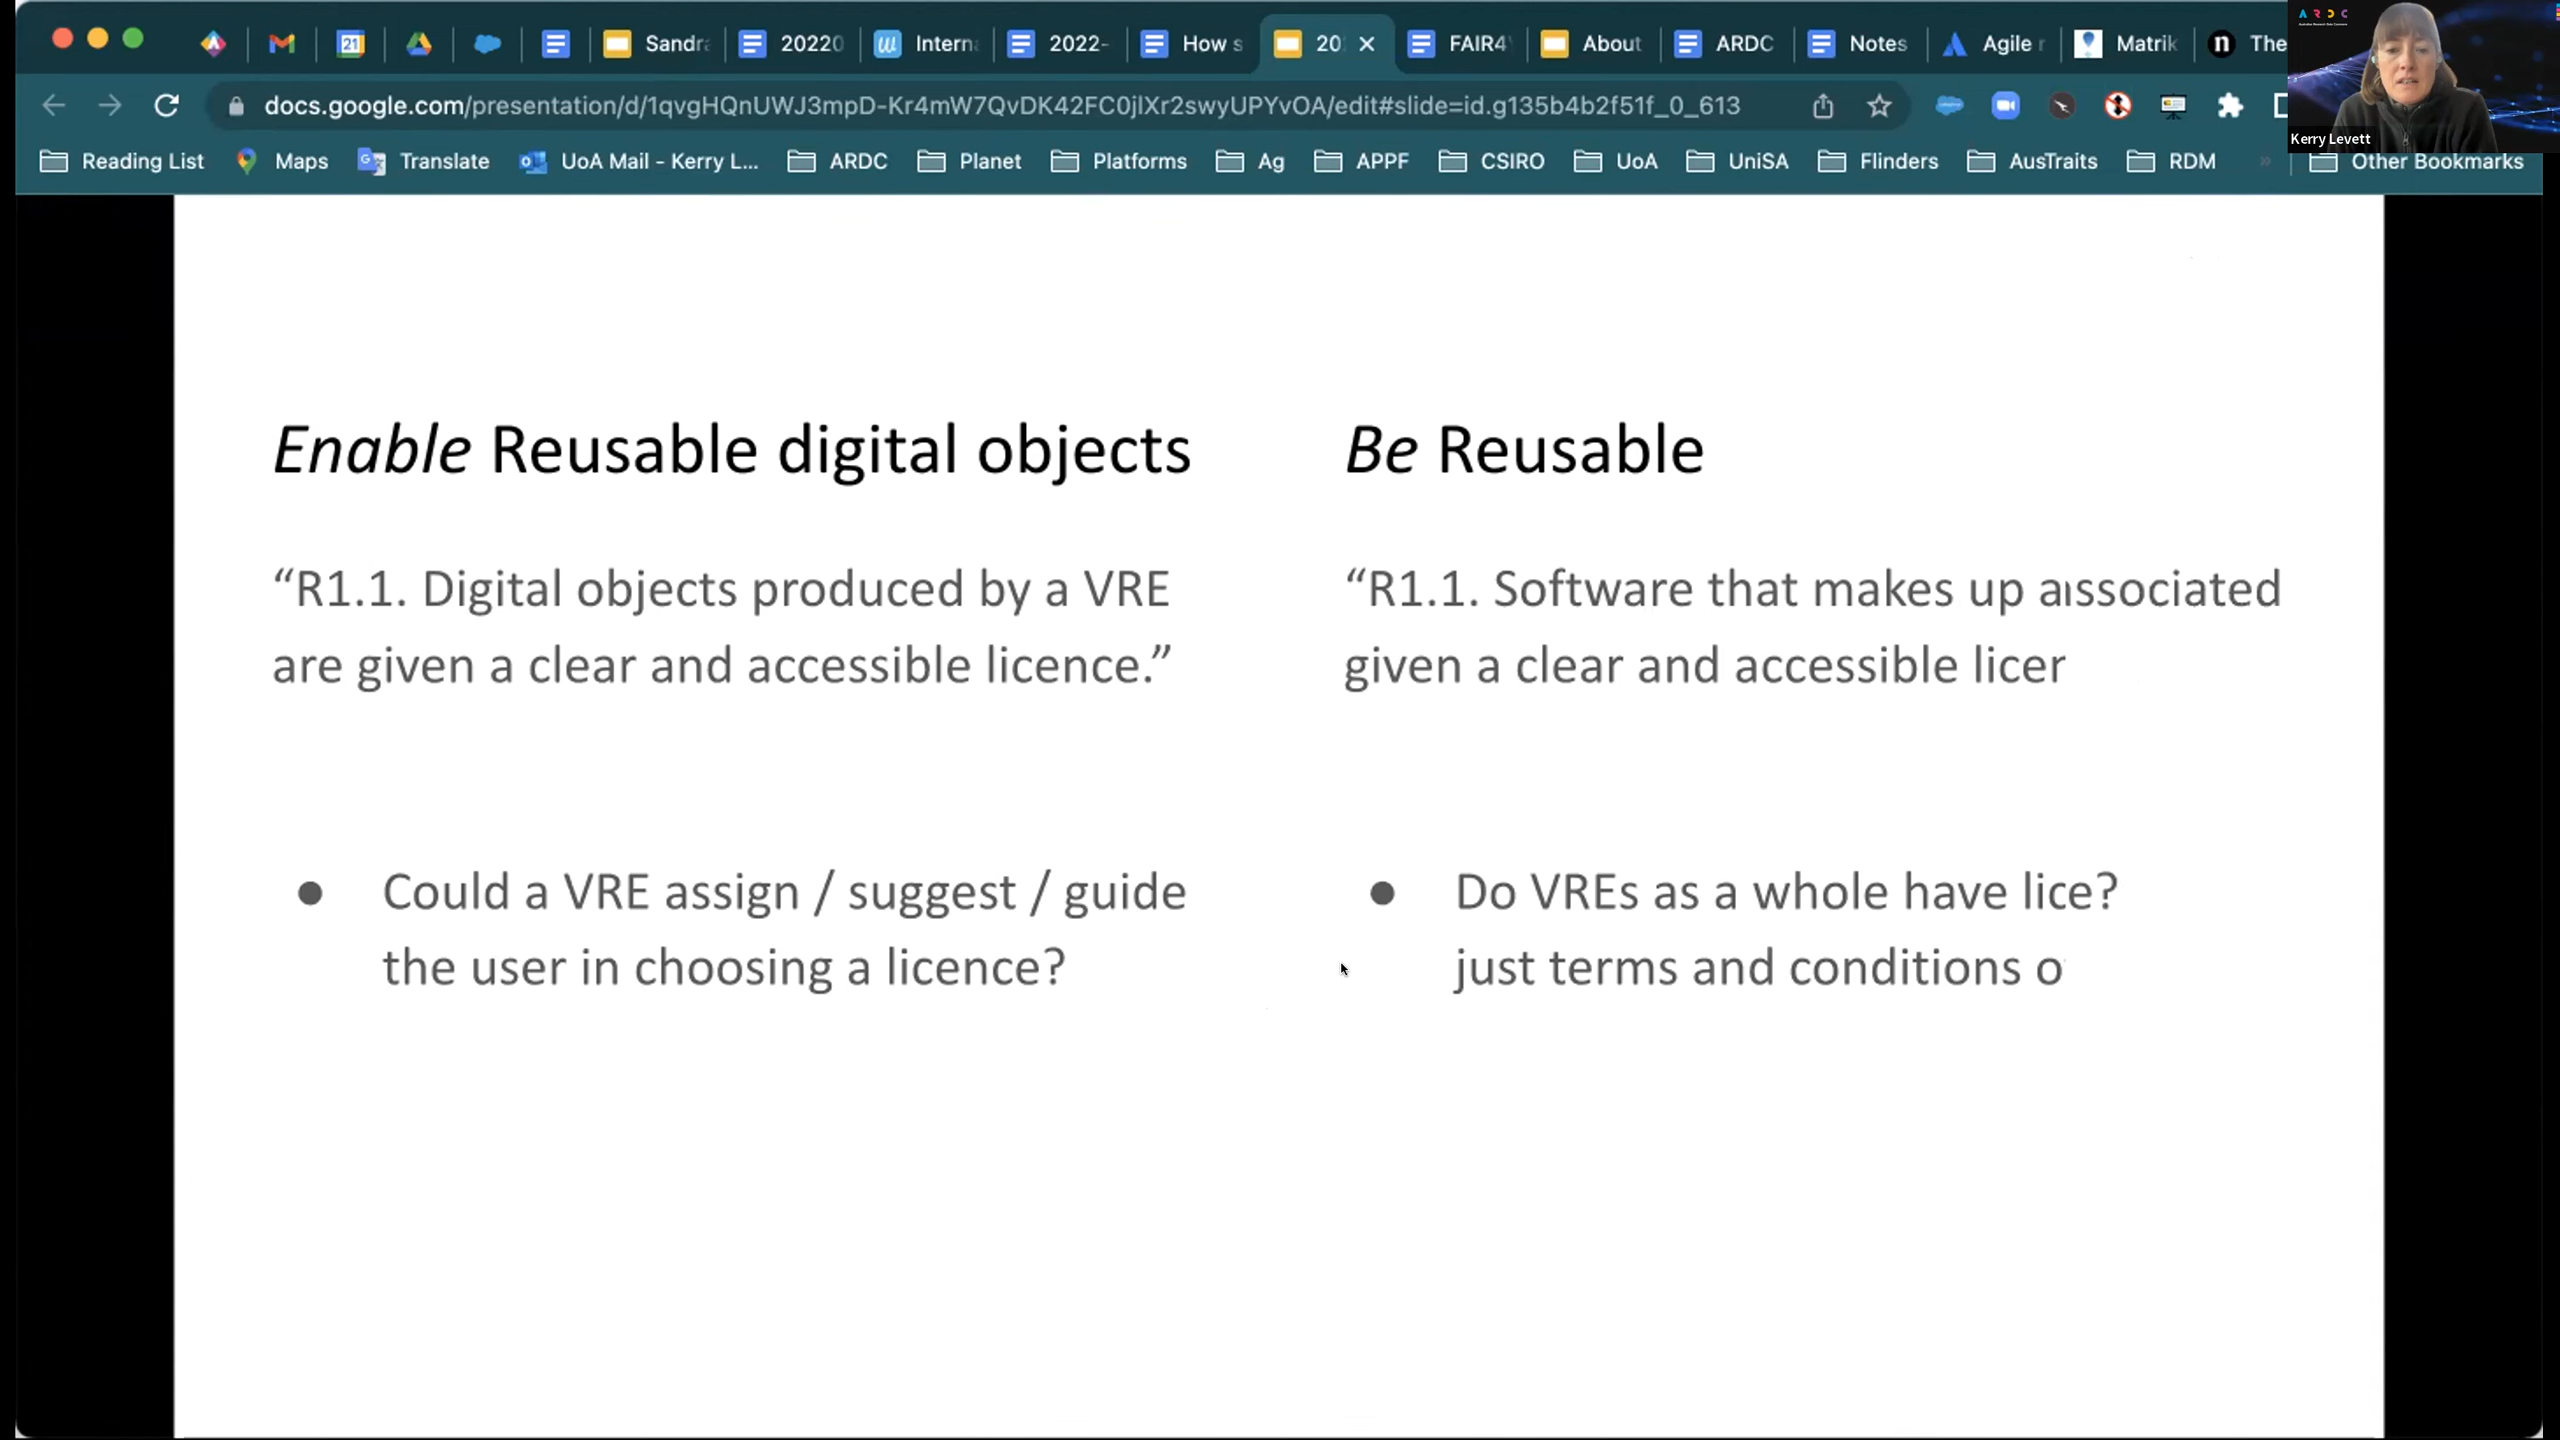 Sandra
20220
Intern
2022-
How s
20
FAIR4
About
ARDC
Notes
Agile r
Matrik
The
ARDC
Kerry Levett
docs.google.com/presentation/d/1qvgHQnUWJ3mpD-Kr4mW7QvDK42FC0jlXr2swyUPYvOA/edit#slide=id.g135b4b2f51f_0_613
Reading List
Maps
Translate
UoA Mail - Kerry L...
ARDC
Planet
Platforms
Ag
APPF
CSIRO
UoA
UniSA
Flinders
AusTraits
RDM
»
Other Bookmarks
Enable Reusable digital objects
“R1.1. Digital objects produced by a VRE
are given a clear and accessible licence.”
● Could a VRE assign / suggest / guide
the user in choosing a licence?
Be Reusable
“R1.1. Software that makes up aıssociated
given a clear and accessible licer
● Do VREs as a whole have lice?
just terms and conditions o